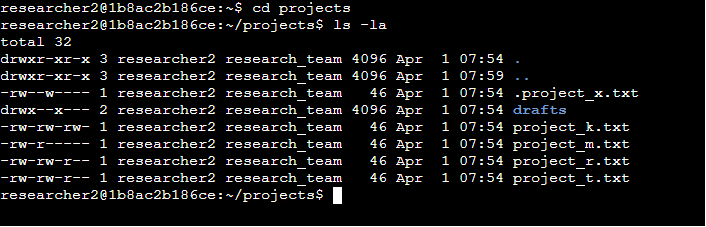 researcher2@1b8ac2b186ce:~$ cd projects
researcher2@1b8ac2b186ce:~/projects$ ls -la
total 32
drwxr-xr-x 3 researcher2 research_team 4096 Apr  1 07:54 .
drwxr-xr-x 3 researcher2 research_team 4096 Apr  1 07:59 ..
-rw--w---- 1 researcher2 research_team   46 Apr  1 07:54 .project_x.txt
drwx--x--- 2 researcher2 research_team 4096 Apr  1 07:54 drafts
-rw-rw-rw- 1 researcher2 research_team   46 Apr  1 07:54 project_k.txt
-rw-r----- 1 researcher2 research_team   46 Apr  1 07:54 project_m.txt
-rw-rw-r-- 1 researcher2 research_team   46 Apr  1 07:54 project_r.txt
-rw-rw-r-- 1 researcher2 research_team   46 Apr  1 07:54 project_t.txt
researcher2@1b8ac2b186ce:~/projects$